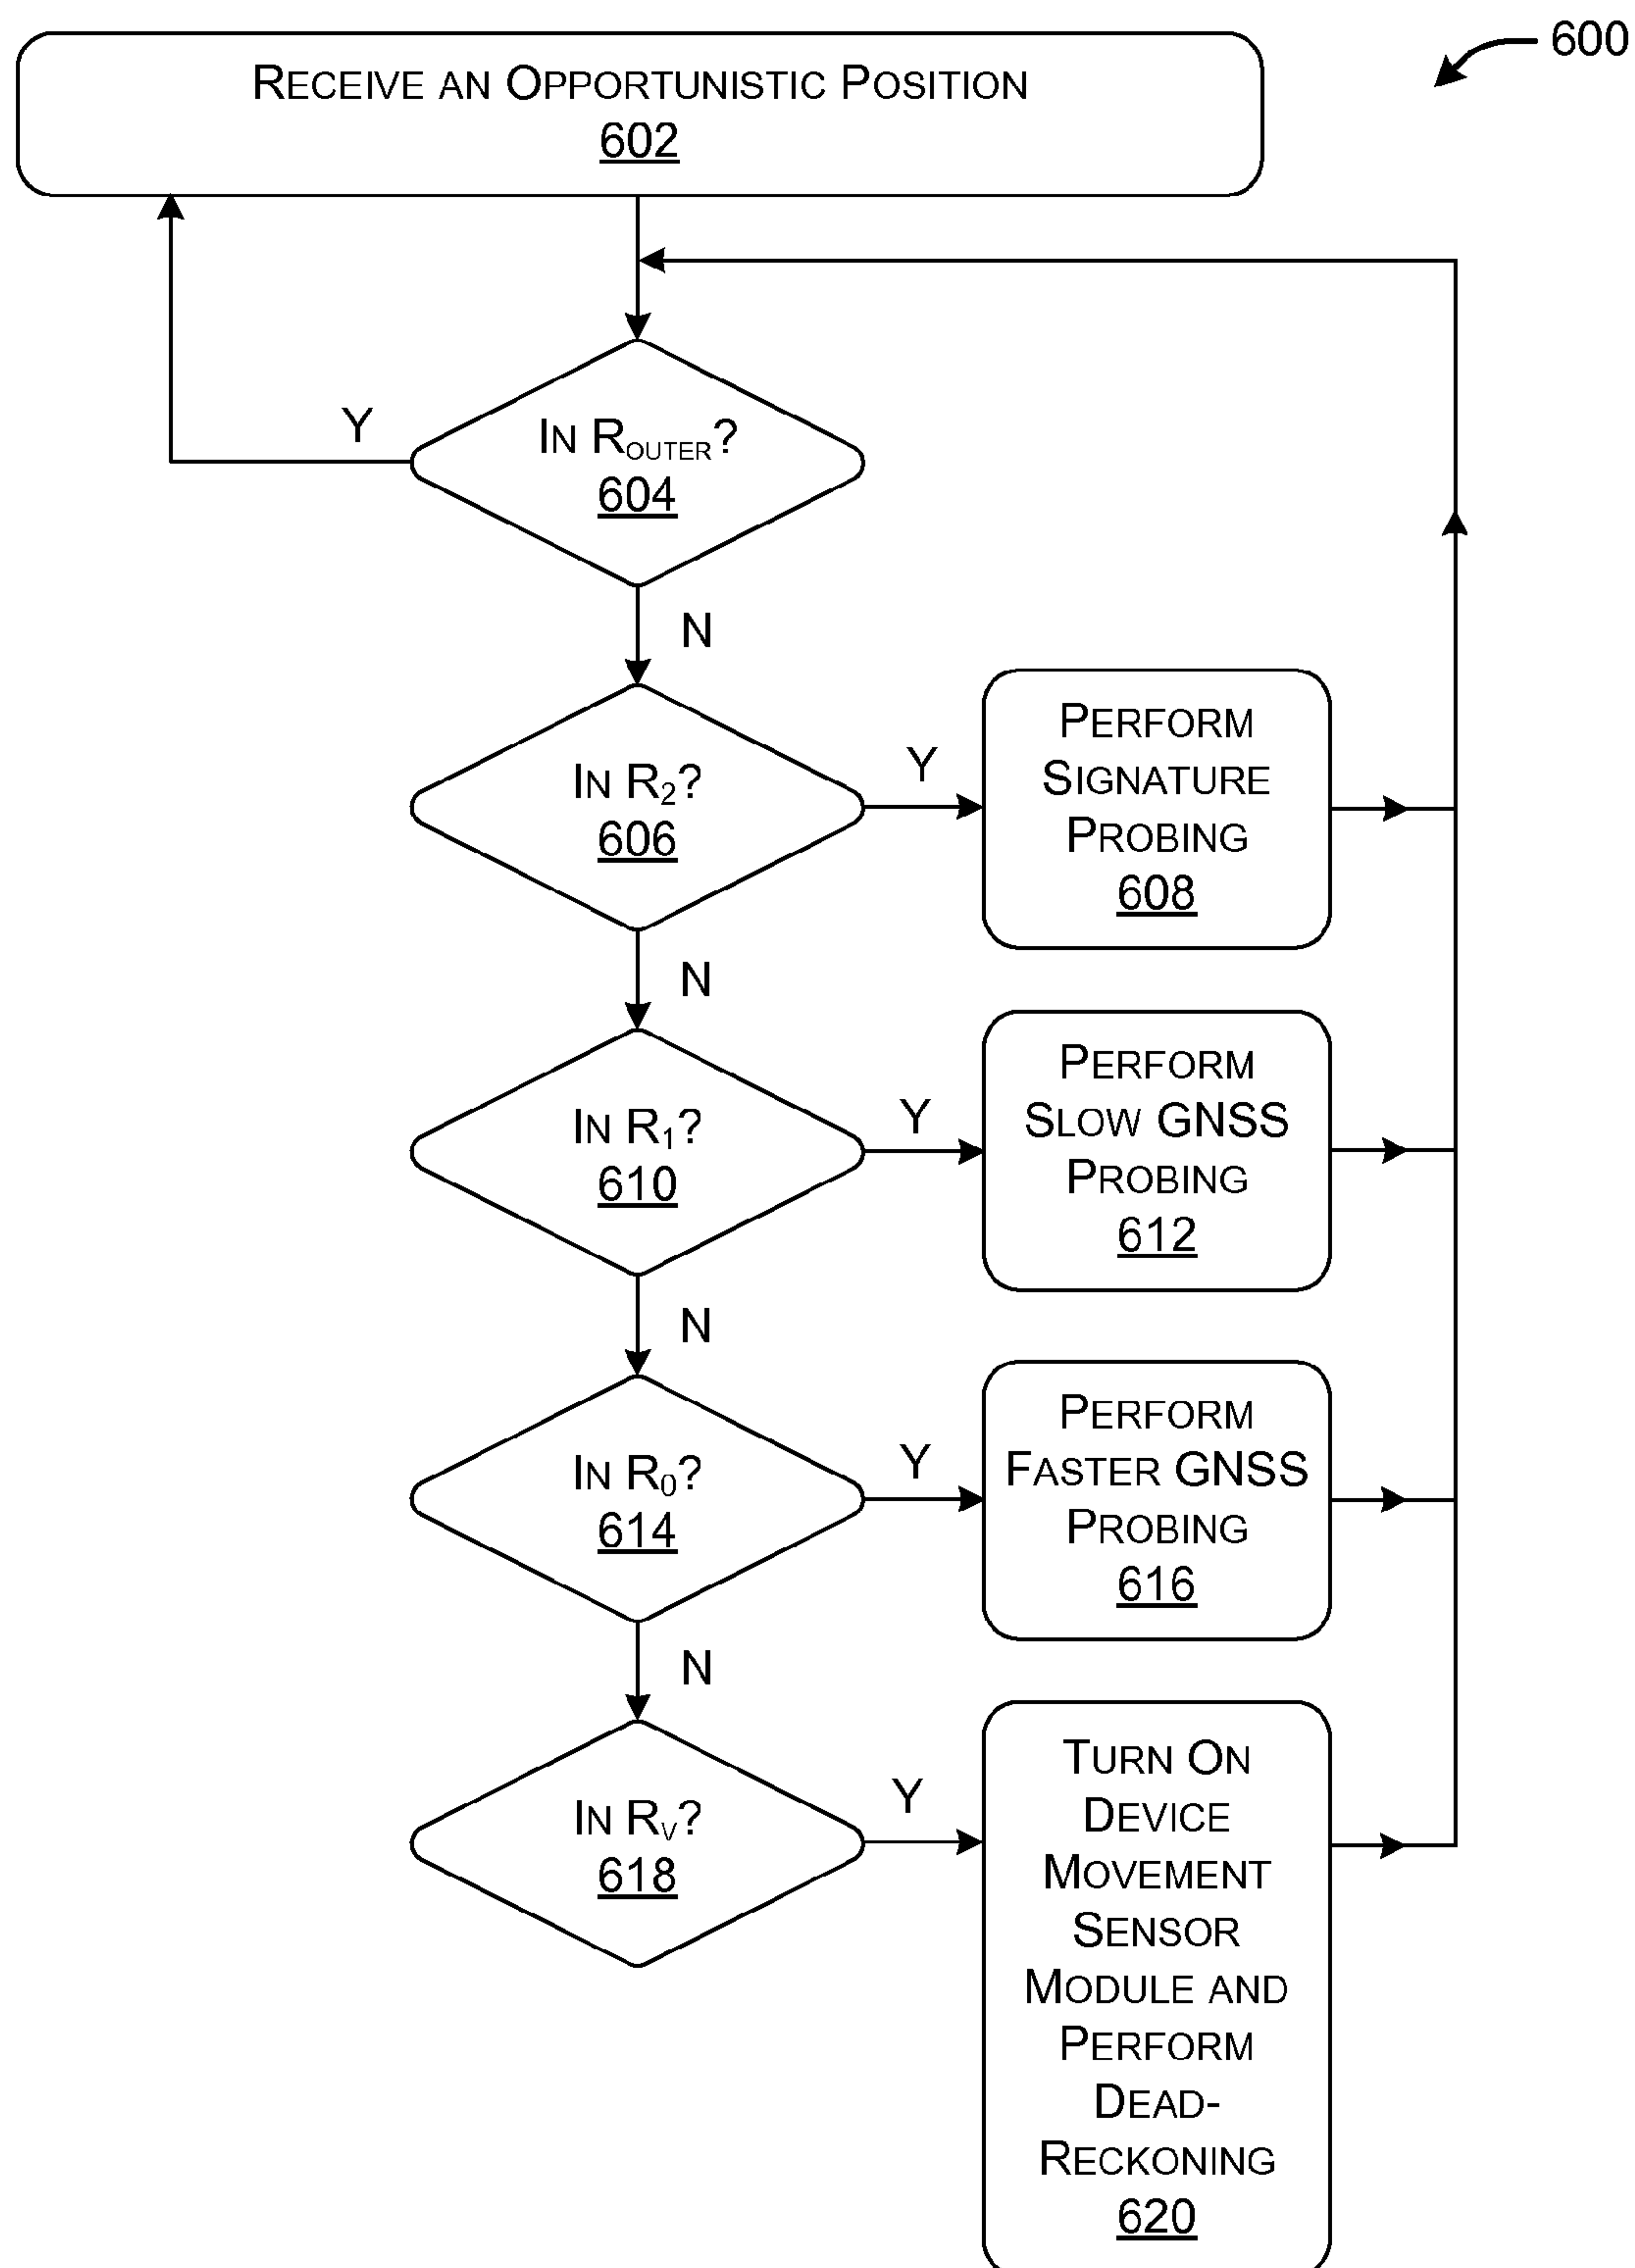 600
RECEIVE AN OPPORTUNISTIC POSITION
602
Y
IN ROUTER?
604
N
IN R2?
606
Y
PERFORM
SIGNATURE
PROBING
608
N
IN R1?
610
Y
PERFORM
SLOW GNSS
PROBING
612
N
IN R0?
614
Y
PERFORM
FASTER GNSS
PROBING
616
N
IN RV?
618
Y
TURN ON
DEVICE
MOVEMENT
SENSOR
MODULE AND
PERFORM
DEAD-
RECKONING
620